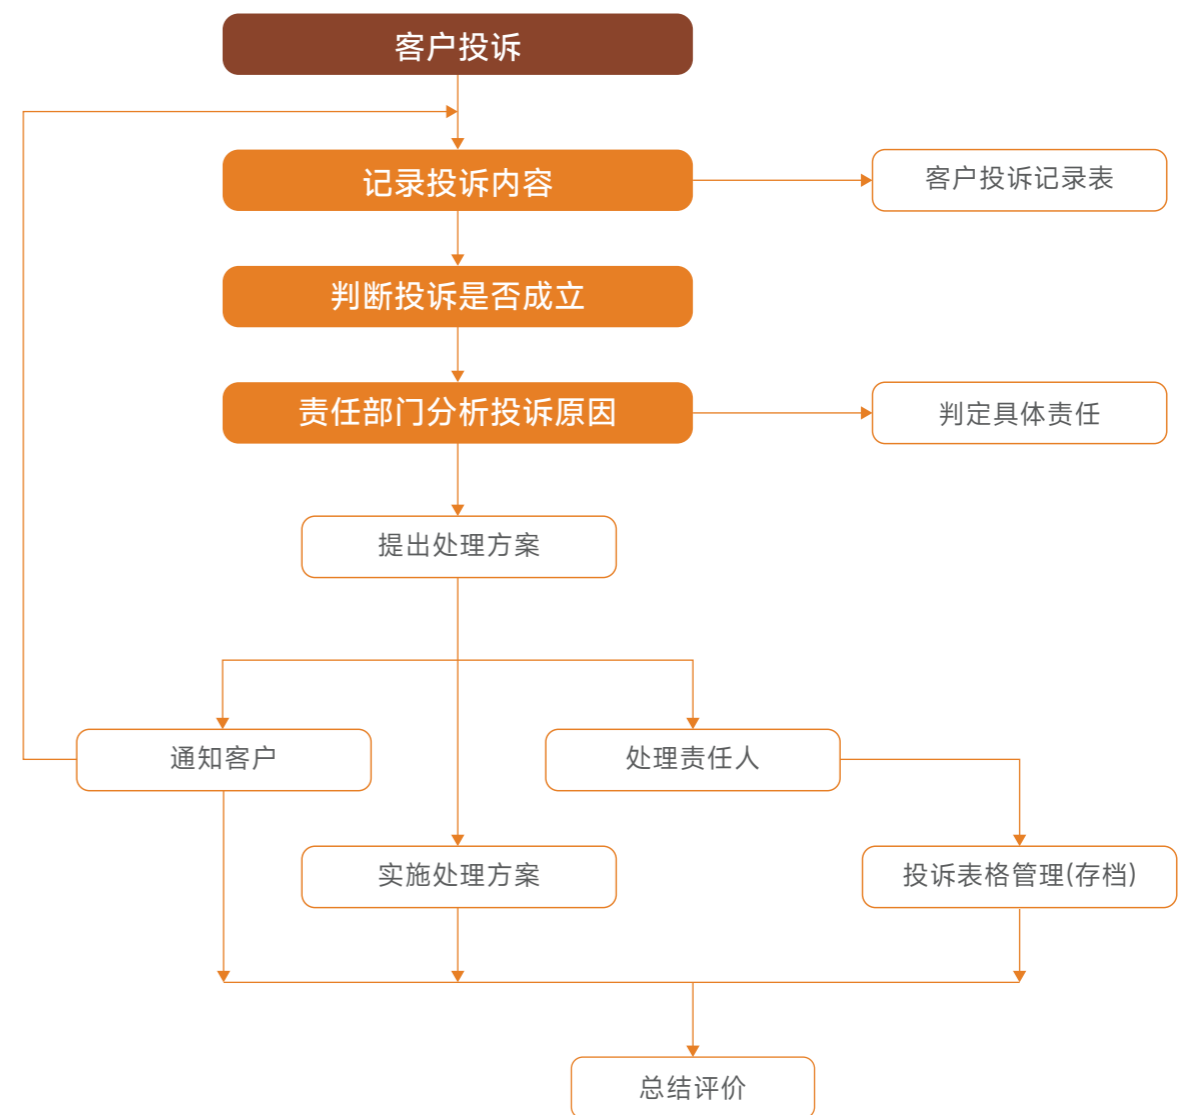 客户投诉
记录投诉内容
客户投诉记录表
判断投诉是否成立
责任部门分析投诉原因
判定具体责任
提出处理方案
通知客户
处理责任人
实施处理方案
投诉表格管理(存档)
总结评价